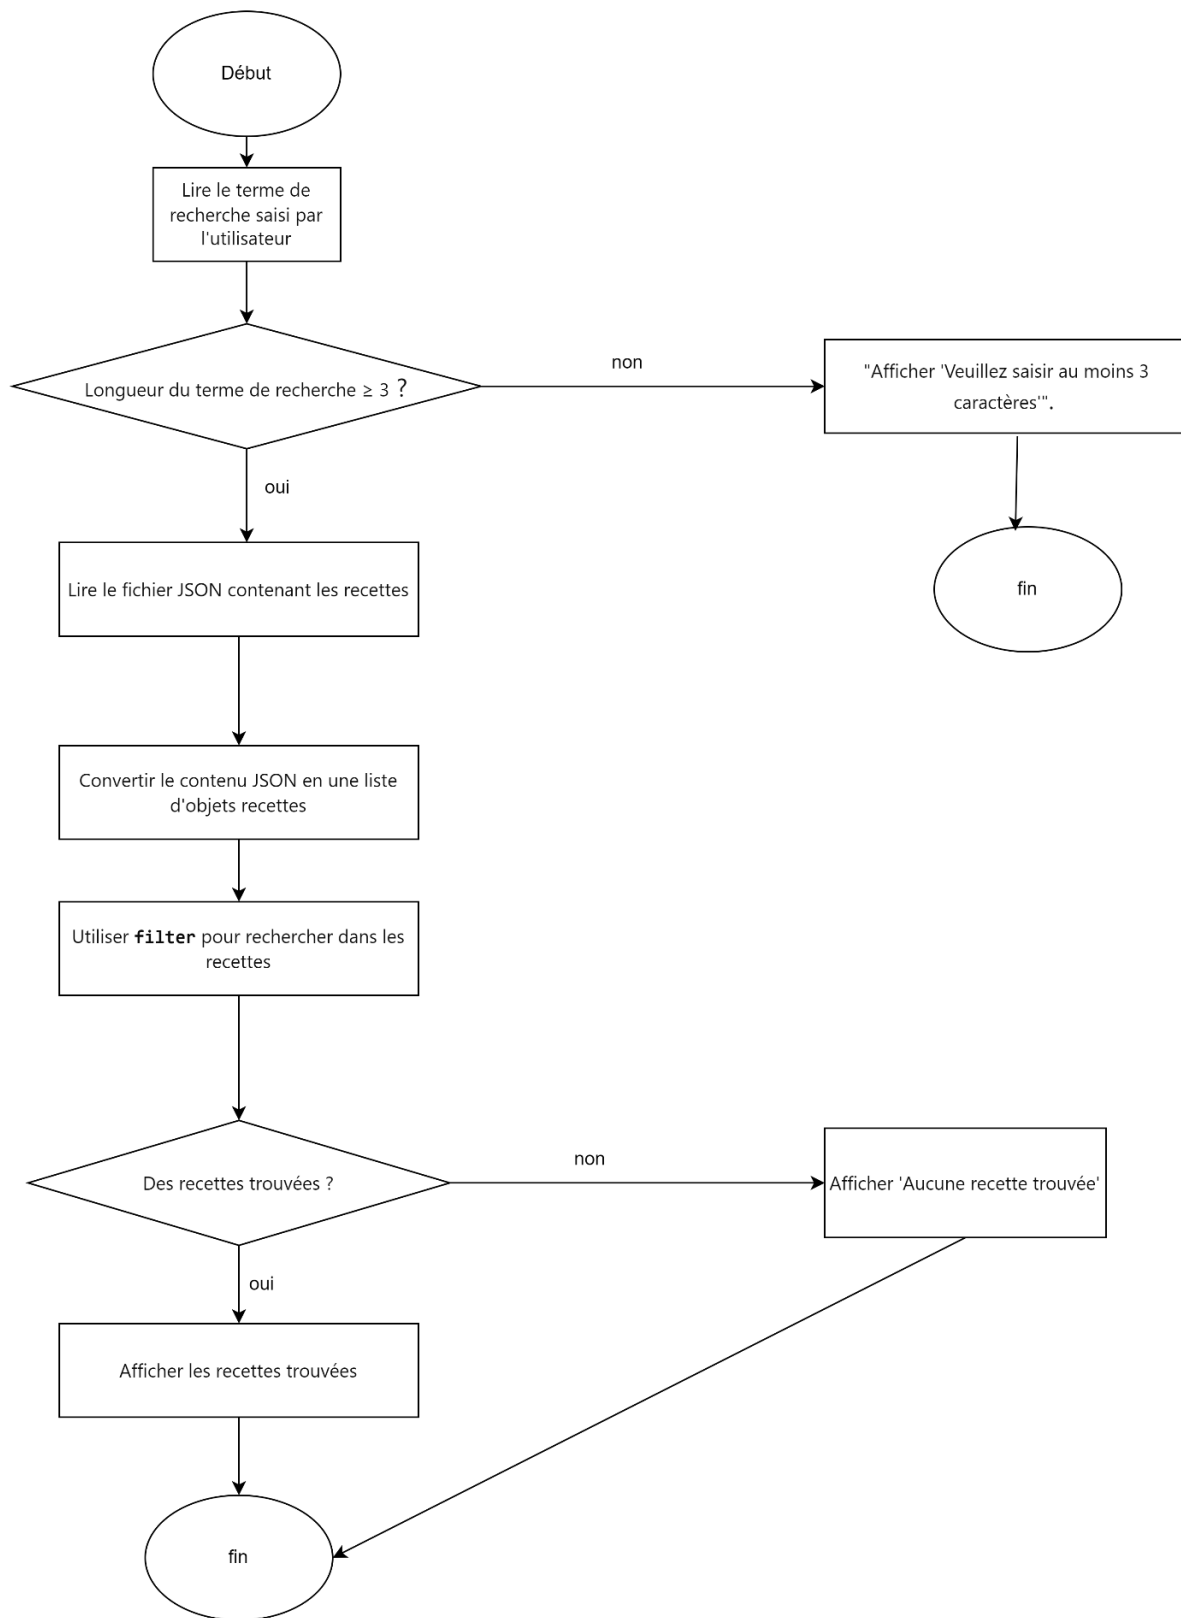 Début
Lire le terme de
recherche saisi par
l'utilisateur
Longueur du terme de recherche ≥ 3 ?
non
"Afficher 'Veuillez saisir au moins 3
caractères'".
oui
fin
Lire le fichier JSON contenant les recettes
Convertir le contenu JSON en une liste
d'objets recettes
Utiliser filter pour rechercher dans les
recettes
Des recettes trouvées ?
non
Afficher 'Aucune recette trouvée'
oui
Afficher les recettes trouvées
fin